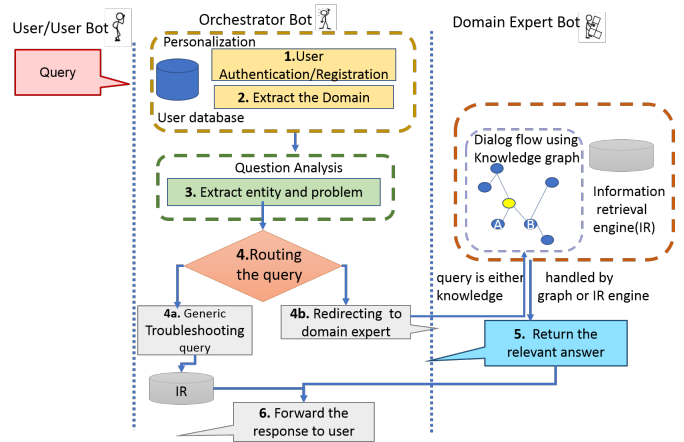 User/User Bot
Orchestrator Bot
Domain Expert Bot
Query
Personalization
1.User
Authentication/Registration
2. Extract the Domain
User database
Question Analysis
3. Extract entity and problem
4.Routing
the query
4a. Generic
Troubleshooting
query
IR
4b. Redirecting to
domain expert
Dialog flow using
Knowledge graph
A
B
Information
retrieval
engine(IR)
query is either handled by
knowledge graph or IR engine
5. Return the
relevant answer
6. Forward the
response to user